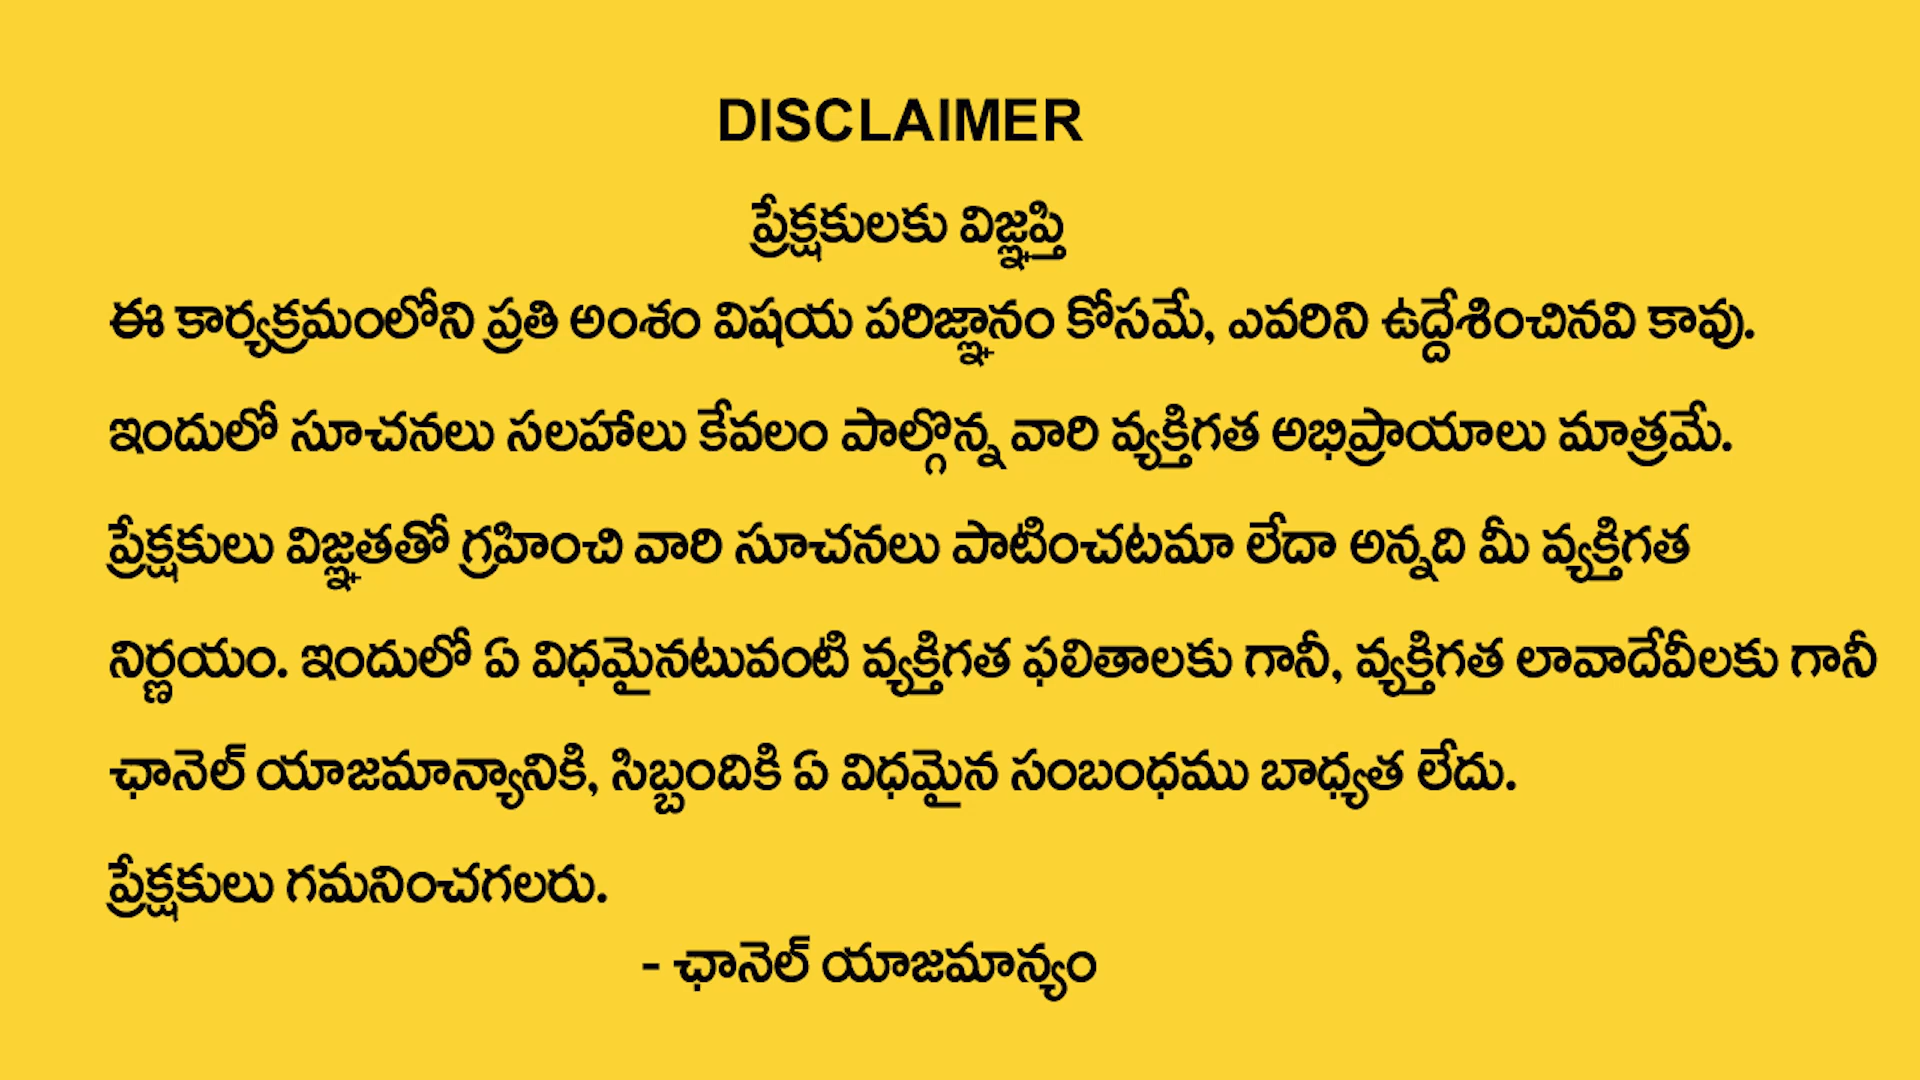 DISCLAIMER
ప్రేక్షకులకు విజ్ఞప్తి
ఈ కార్యక్రమంలోని ప్రతి అంశం విషయ పరిజ్ఞానం కోసమే, ఎవరిని ఉద్దేశించినవి కావు.
ఇందులో సూచనలు సలహాలు కేవలం పాల్గొన్న వారి వ్యక్తిగత అభిప్రాయాలు మాత్రమే.
ప్రేక్షకులు విజ్ఞతతో గ్రహించి వారి సూచనలు పాటించటమా లేదా అన్నది మీ వ్యక్తిగత
నిర్ణయం. ఇందులో ఏ విధమైనటువంటి వ్యక్తిగత ఫలితాలకు గానీ, వ్యక్తిగత లావాదేవీలకు గానీ
ఛానెల్ యాజమాన్యానికి, సిబ్బందికి ఏ విధమైన సంబంధము బాధ్యత లేదు.
ప్రేక్షకులు గమనించగలరు.
- ఛానెల్ యాజమాన్యం